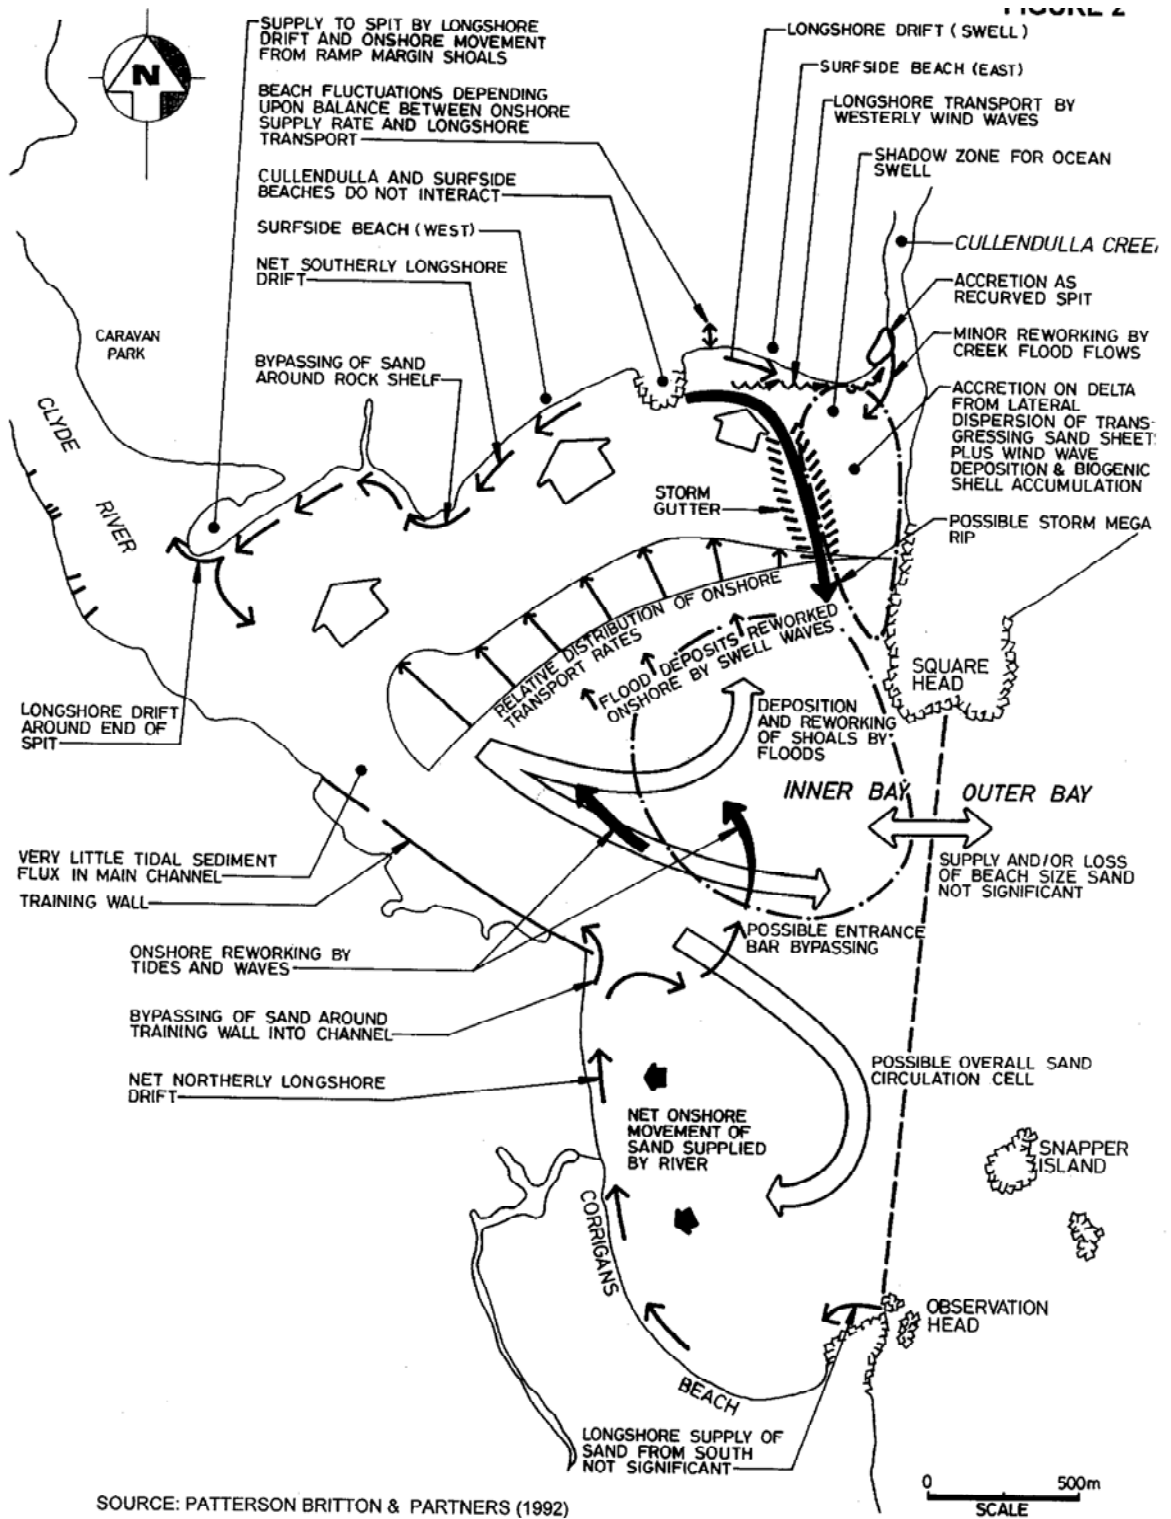 FIGURE 2
SUPPLY TO SPIT BY LONGSHORE
DRIFT AND ONSHORE MOVEMENT
FROM RAMP MARGIN SHOALS
LONGSHORE DRIFT (SWELL)
N
SURFSIDE BEACH (EAST)
BEACH FLUCTUATIONS DEPENDING
UPON BALANCE BETWEEN ONSHORE
SUPPLY RATE AND LONGSHORE
TRANSPORT
LONGSHORE TRANSPORT BY
WESTERLY WIND WAVES
SHADOW ZONE FOR OCEAN
SWELL
CULLENDULLA AND SURFSIDE
BEACHES DO NOT INTERACT
SURFSIDE BEACH (WEST)
CULLENDULLA CREE
NET SOUTHERLY LONGSHORE
DRIFT
ACCRETION AS
RECURVED SPIT
CARAVAN
PARK
MINOR REWORKING BY
CREEK FLOOD FLOWS
BYPASSING OF SAND
AROUND ROCK SHELF
ACCRETION ON DELTA
FROM LATERAL
DISPERSION OF TRANS-
GRESSING SAND SHEET
PLUS WIND WAVE
DEPOSITION & BIOGENIC
SHELL ACCUMULATION
CLYDE
RIVER
STORM
GUTTER
POSSIBLE STORM MEGA
RIP
RELATIVE DISTRIBUTION OF ONSHORE
TRANSPORT RATES
FLOOD DEPOSITS REWORKED
ONSHORE BY SWELL WAVES
SQUARE
HEAD
LONGSHORE DRIFT
AROUND END OF
SPIT
DEPOSITION
AND REWORKING
OF SHOALS BY
FLOODS
INNER BAY
OUTER BAY
VERY LITTLE TIDAL SEDIMENT
FLUX IN MAIN CHANNEL
SUPPLY AND/OR LOSS
OF BEACH SIZE SAND
NOT SIGNIFICANT
TRAINING WALL
POSSIBLE ENTRANCE
BAR BYPASSING
ONSHORE REWORKING BY
TIDES AND WAVES
BYPASSING OF SAND AROUND
TRAINING WALL INTO CHANNEL
POSSIBLE OVERALL SAND
CIRCULATION CELL
NET NORTHERLY LONGSHORE
DRIFT
NET ONSHORE
MOVEMENT OF
SAND SUPPLIED
BY RIVER
SNAPPER
ISLAND
CORRIGANS
BEACH
OBSERVATION
HEAD
LONGSHORE SUPPLY OF
SAND FROM SOUTH
NOT SIGNIFICANT
0 500m
SCALE
SOURCE: PATTERSON BRITTON & PARTNERS (1992)